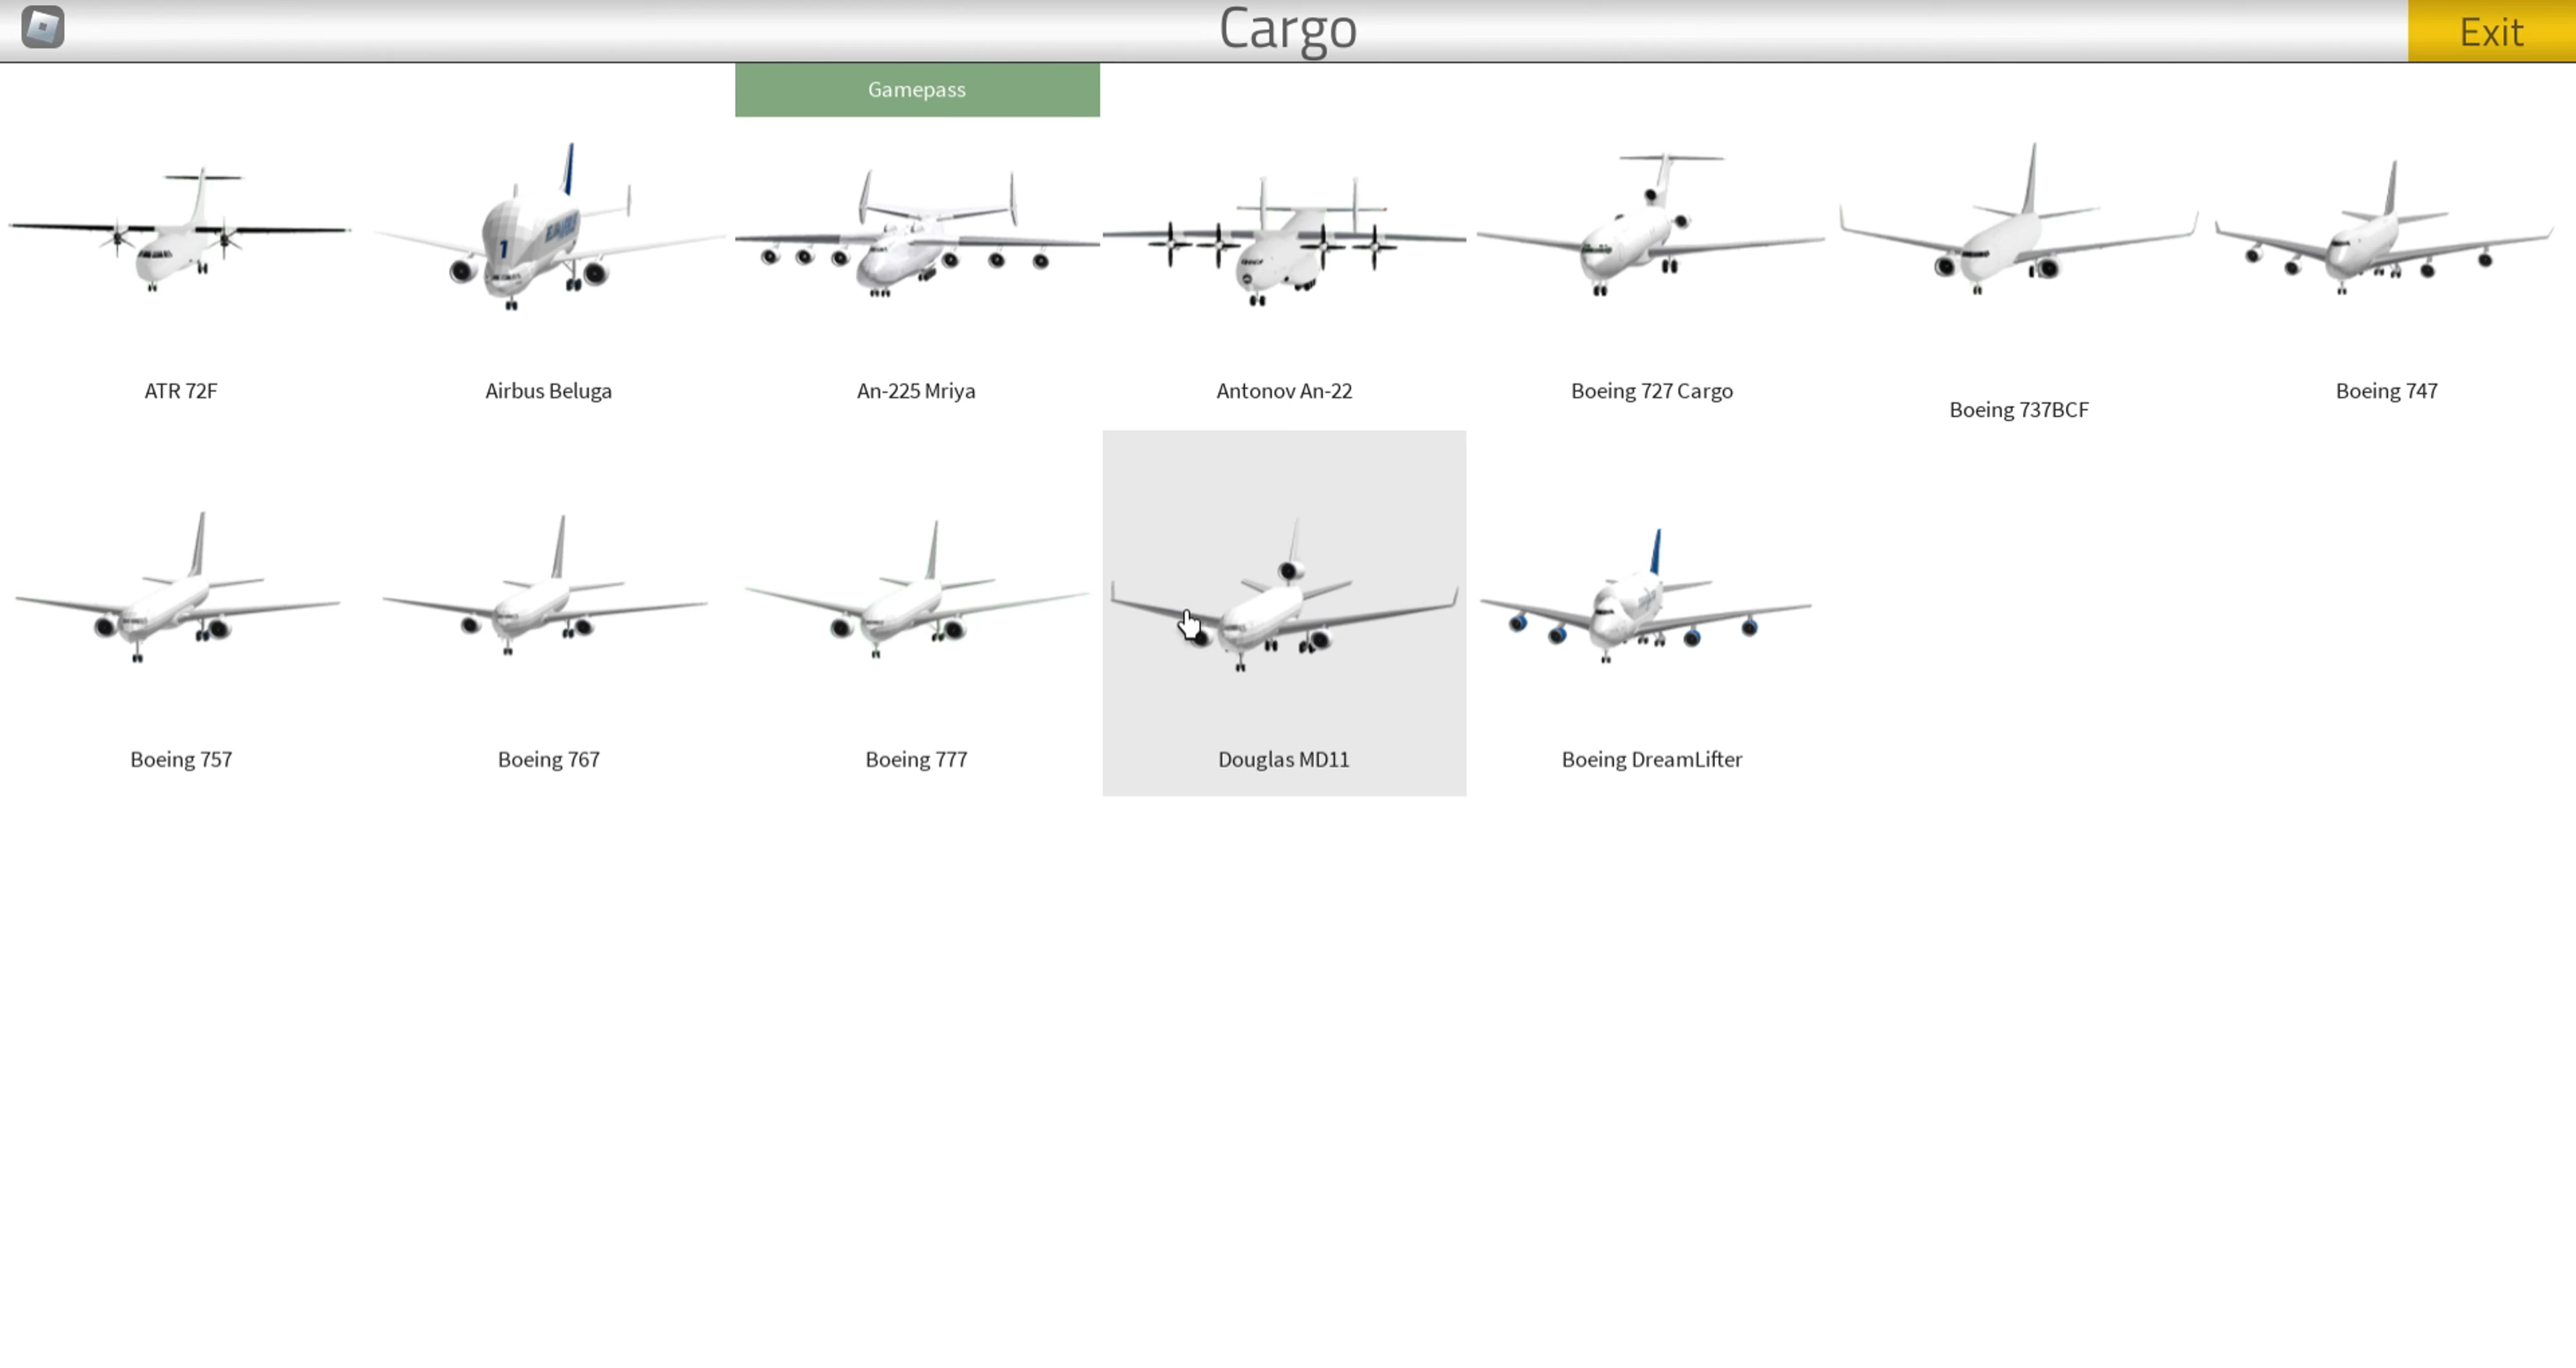 Cargo
Exit
Gamepass
ATR 72F
Airbus Beluga
An-225 Mriya
Antonov An-22
Boeing 727 Cargo
Boeing 737BCF
Boeing 747
Boeing 757
Boeing 767
Boeing 777
Douglas MD11
Boeing DreamLifter